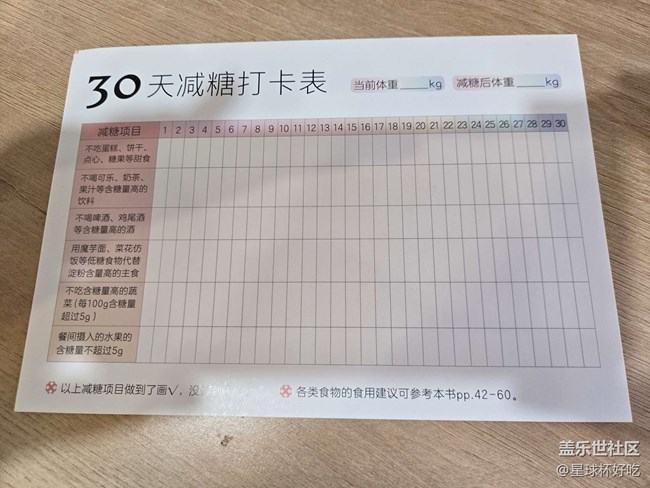 30天减糖打卡表 当前体重____kg 减糖后体重____kg
减糖项目 1 2 3 4 5 6 7 8 9 10 11 12 13 14 15 16 17 18 19 20 21 22 23 24 25 26 27 28 29 30
不吃蛋糕、饼干、
点心、糖果等甜食
不喝可乐、奶茶、
果汁等含糖量高的
饮料
不喝啤酒、鸡尾酒
等含糖量高的酒
用魔芋面、菜花仿
饭等低糖食物代替
淀粉含量高的主食
不吃含糖量高的蔬
菜(每100g含糖量
超过5g)
餐间摄入的水果的
含糖量不超过5g
以上减糖项目做到了画√,没
各类食物的食用建议可参考本书pp.42-60。
盖乐世社区
@星球杯好吃